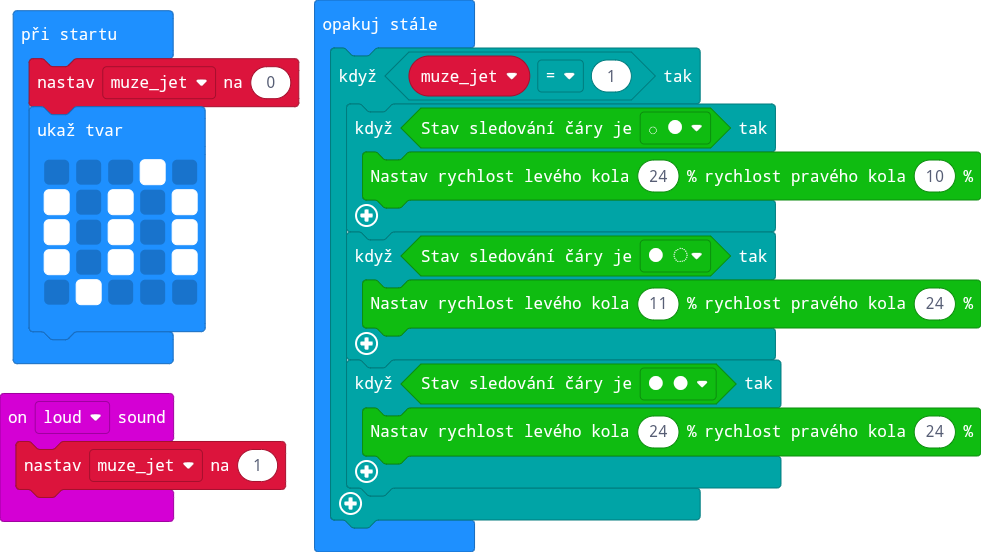 při startu
nastav muze_jet na 0
ukaž tvar
on loud sound
nastav muze_jet na 1
opakuj stále
když muze_jet = 1 tak
když Stav sledování čáry je tak
Nastav rychlost levého kola 24 % rychlost pravého kola 10 %
když Stav sledování čáry je tak
Nastav rychlost levého kola 11 % rychlost pravého kola 24 %
když Stav sledování čáry je tak
Nastav rychlost levého kola 24 % rychlost pravého kola 24 %